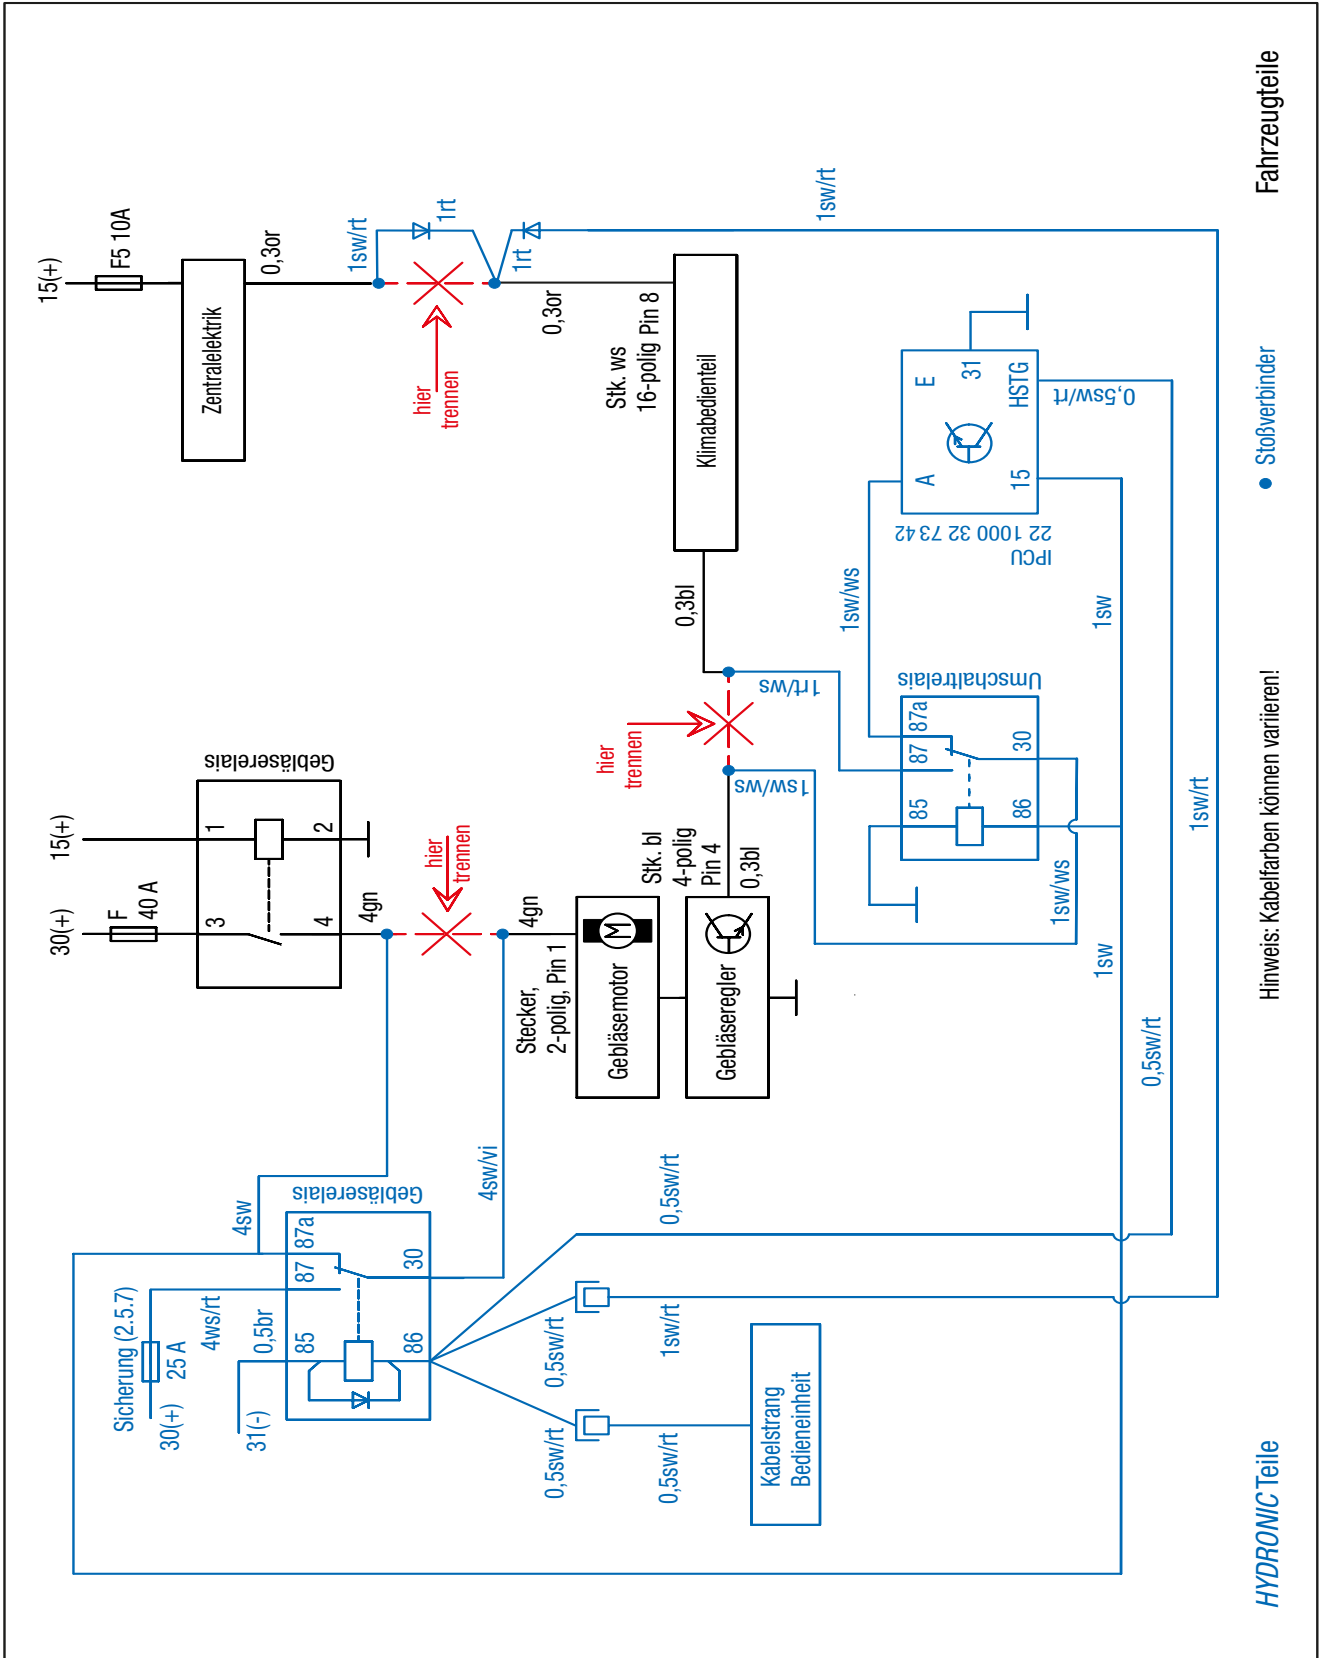 Sicherung (2.5.7)
30(+)
25 A
4ws/rt
31(-)
0,5br
85
87
87a
86
30
Gebläserelais
4sw
4sw/vi
0,5sw/rt
0,5sw/rt
0,5sw/rt
1sw/rt
0,5sw/rt
Kabelstrang
Bedieneinheit
30(+)
F
40 A
15(+)
3
1
4
2
Gebläserelais
4gn
hier
trennen
4gn
Stecker,
2-polig, Pin 1
Gebläsemotor
M
Gebläseregler
Stk. bl
4-polig
Pin 4
0,3bl
hier
trennen
1sw/ws
1rt/ws
0,3bl
15(+)
F5 10A
Zentralelektrik
0,3or
1sw/rt
1rt
hier
trennen
1rt
0,3or
1sw/rt
Stk. ws
16-polig Pin 8
Klimabedienteil
85
87
87a
86
30
Umschaltrelais
1sw/ws
1sw/ws
1sw
1sw
A
E
15
HSTG
31
IPCU
22 1000 32 73 42
0,5sw/rt
0,5sw/rt
1sw/rt
HYDRONIC Teile
Hinweis: Kabelfarben können variieren!
Stoßverbinder
Fahrzeugteile